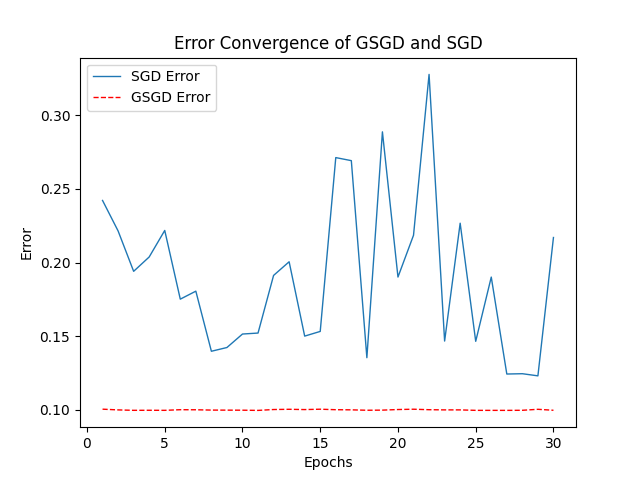 Error Convergence of GSGD and SGD
SGD Error
GSGD Error
0.30
0.25
0.20
0.15
0.10
Error
0 5 10 15 20 25 30
Epochs